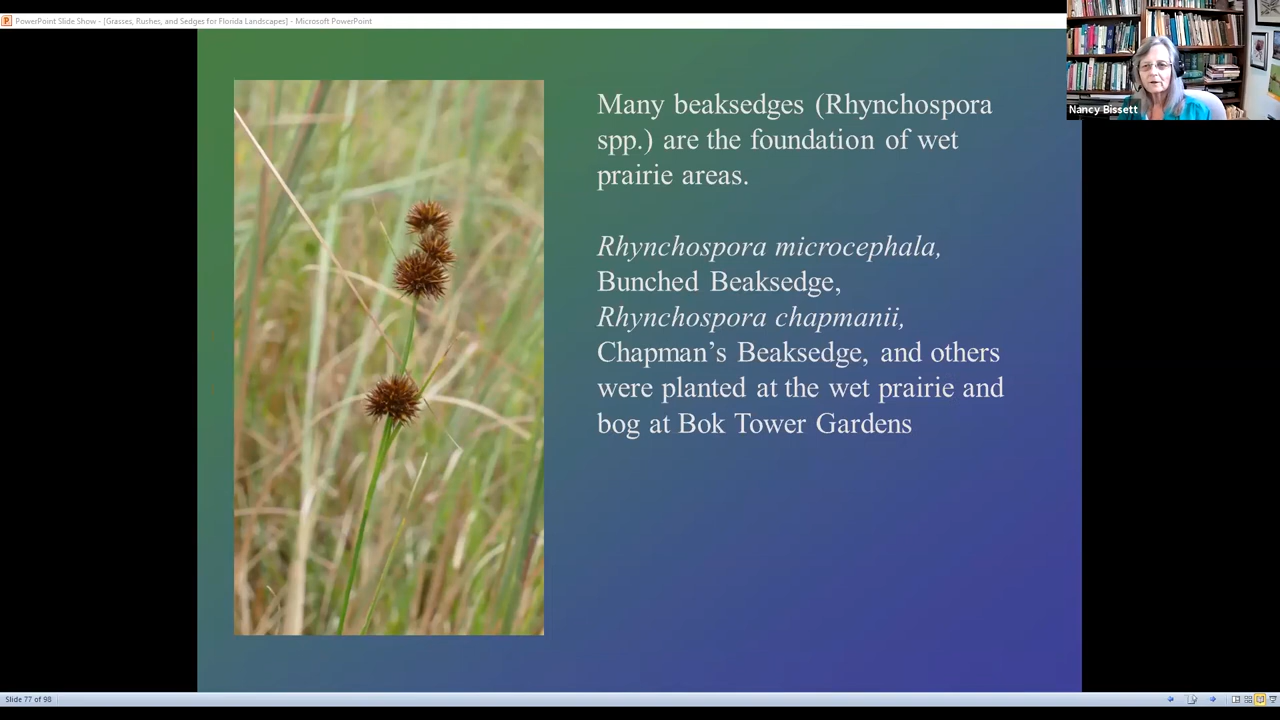 PowerPoint Slide Show - [Grasses, Rushes, and Sedges for Florida Landscapes] - Microsoft PowerPoint
Nancy Bissett
Many beaksedges (Rhynchospora
spp.) are the foundation of wet
prairie areas.
Rhynchospora microcephala,
Bunched Beaksedge,
Rhynchospora chapmanii,
Chapman's Beaksedge, and others
were planted at the wet prairie and
bog at Bok Tower Gardens
Slide 77 of 98